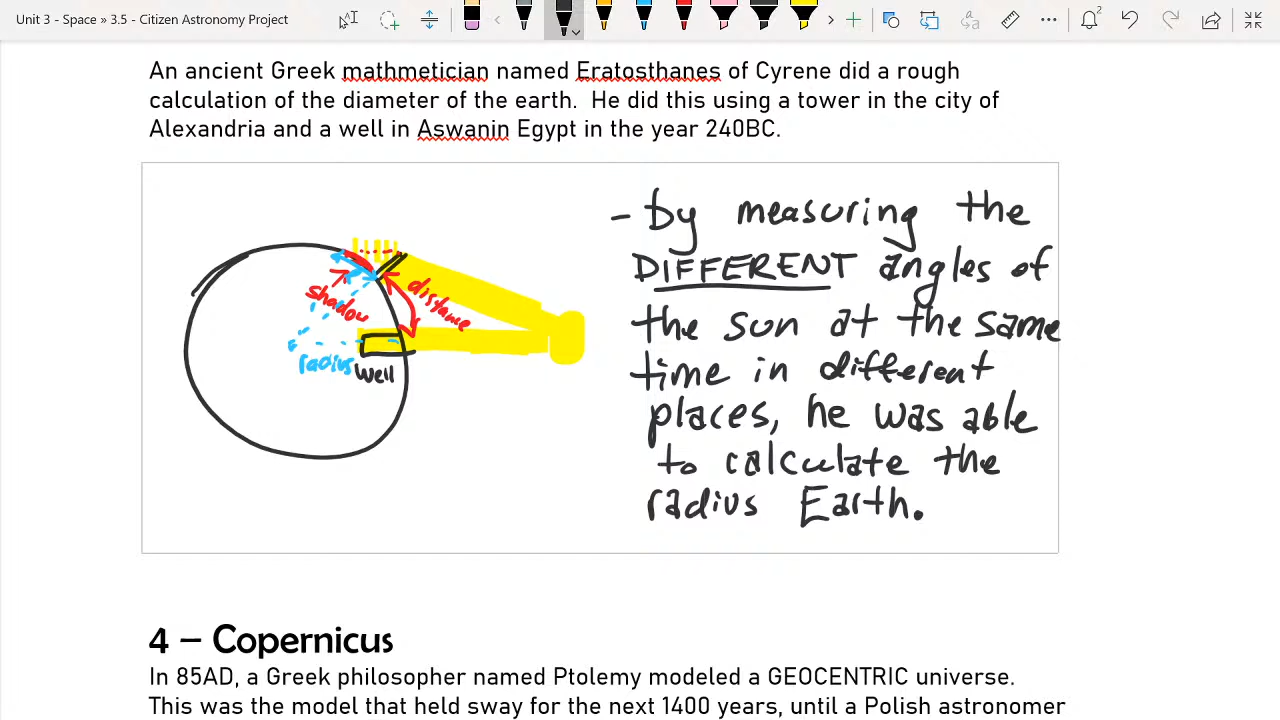 Unit 3 - Space » 3.5 - Citizen Astronomy Project
2
An ancient Greek mathmetician named Eratosthanes of Cyrene did a rough
calculation of the diameter of the earth. He did this using a tower in the city of
Alexandria and a well in Aswanin Egypt in the year 240BC.
- by measuring the
DIFFERENT angles of
the sun at the same
time in different
places, he was able
to calculate the
radius Earth.
shadow
distance
radius
well
4 – Copernicus
In 85AD, a Greek philosopher named Ptolemy modeled a GEOCENTRIC universe.
This was the model that held sway for the next 1400 years, until a Polish astronomer